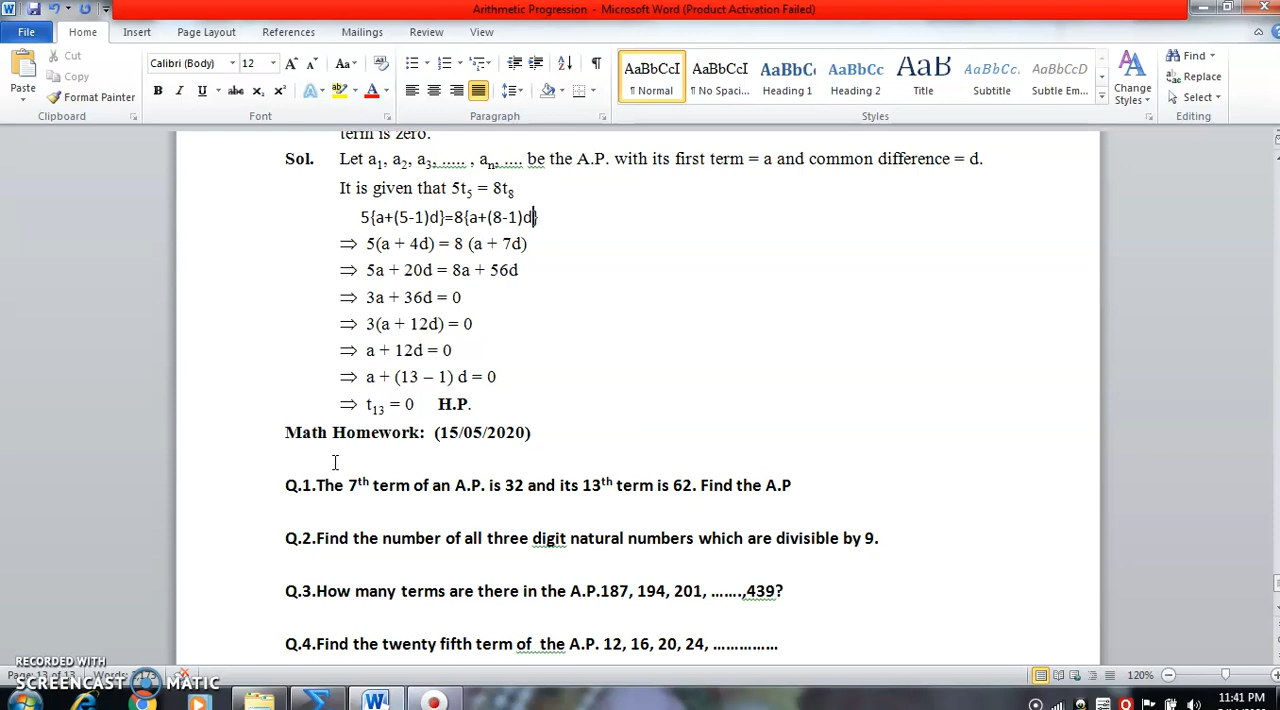 Arithmetic Progression - Microsoft Word (Product Activation Failed)
File Home Insert Page Layout References Mailings Review View
Cut
Copy
Paste
Format Painter
Calibri (Body) 12
AaBbCcI AaBbCcI AaBbC AaBbCc AaB AaBbCc. AaBbCcI
¶ Normal ¶ No Spaci... Heading 1 Heading 2 Title Subtitle Subtle Em...
Change Styles
Find
Replace
Select
Clipboard Font Paragraph Styles Editing
term is zero.
Sol. Let a₁, a₂, a₃, ..... , aₙ, .... be the A.P. with its first term = a and common difference = d.
It is given that 5t₅ = 8t₈
5{a+(5-1)d}=8{a+(8-1)d}
⇒ 5(a + 4d) = 8 (a + 7d)
⇒ 5a + 20d = 8a + 56d
⇒ 3a + 36d = 0
⇒ 3(a + 12d) = 0
⇒ a + 12d = 0
⇒ a + (13 – 1) d = 0
⇒ t₁₃ = 0 H.P.
Math Homework: (15/05/2020)
Q.1.The 7th term of an A.P. is 32 and its 13th term is 62. Find the A.P
Q.2.Find the number of all three digit natural numbers which are divisible by 9.
Q.3.How many terms are there in the A.P.187, 194, 201, …….,439?
Q.4.Find the twenty fifth term of the A.P. 12, 16, 20, 24, ……………
RECORDED WITH
SCREENCAST MATIC
120%
11:41 PM